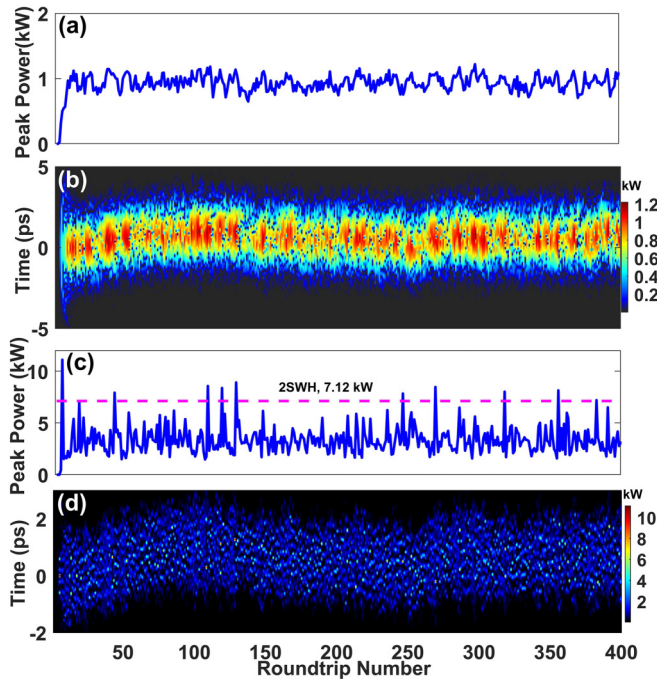 (a)
Peak Power(kW)
2
1
0
(b)
Time (ps)
5
0
-5
kW
1.2
1
0.8
0.6
0.4
0.2
(c)
Peak Power (kW)
10
5
0
2SWH, 7.12 kW
(d)
Time (ps)
2
0
-2
kW
10
8
6
4
2
50 100 150 200 250 300 350 400
Roundtrip Number